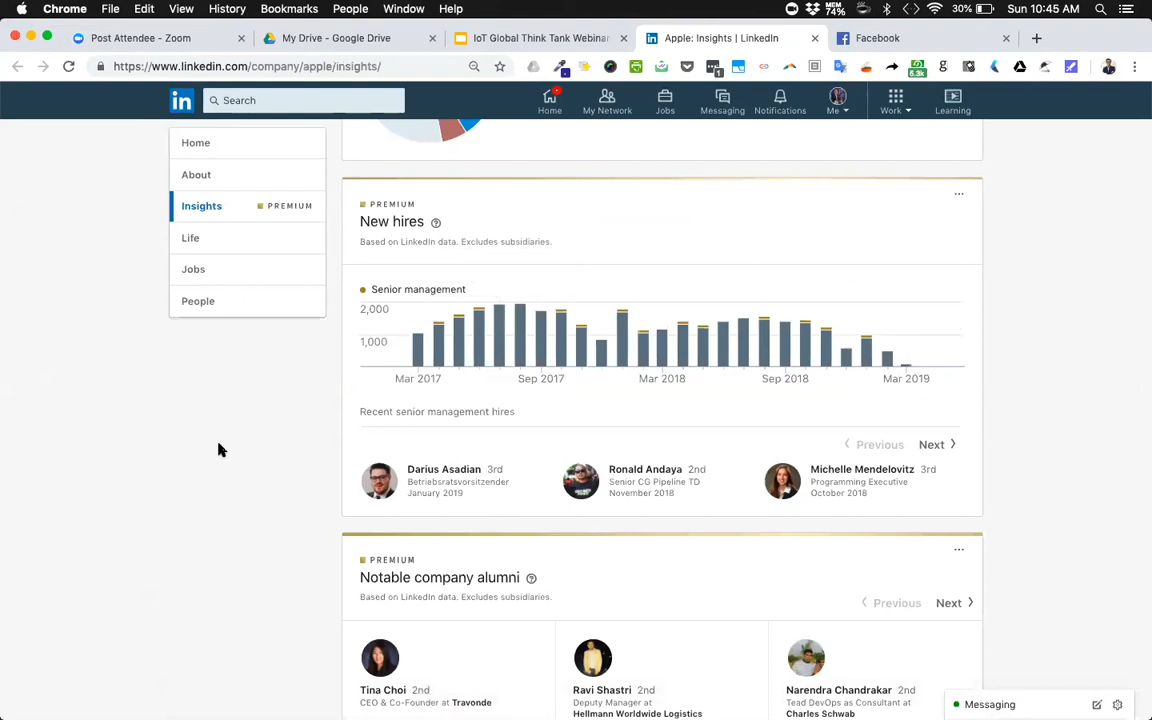 Chrome File Edit View History Bookmarks People Window Help MEM 74% 30% Sun 10:45 AM
Post Attendee - Zoom My Drive - Google Drive IoT Global Think Tank Webinar Apple: Insights | LinkedIn Facebook
https://www.linkedin.com/company/apple/insights/
in Search Home My Network Jobs Messaging Notifications Me Work Learning
Home
About
Insights PREMIUM
Life
Jobs
People
PREMIUM
New hires
Based on LinkedIn data. Excludes subsidiaries.
Senior management
2,000
1,000
Mar 2017 Sep 2017 Mar 2018 Sep 2018 Mar 2019
Recent senior management hires
Previous Next
Darius Asadian 3rd
Betriebsratsvorsitzender
January 2019
Ronald Andaya 2nd
Senior CG Pipeline TD
November 2018
Michelle Mendelovitz 3rd
Programming Executive
October 2018
PREMIUM
Notable company alumni
Based on LinkedIn data. Excludes subsidiaries.
Previous Next
Tina Choi 2nd
CEO & Co-Founder at Travonde
Ravi Shastri 2nd
Deputy Manager at
Hellmann Worldwide Logistics
Narendra Chandrakar 2nd
Tead DevOps as Consultant at
Charles Schwab
Messaging